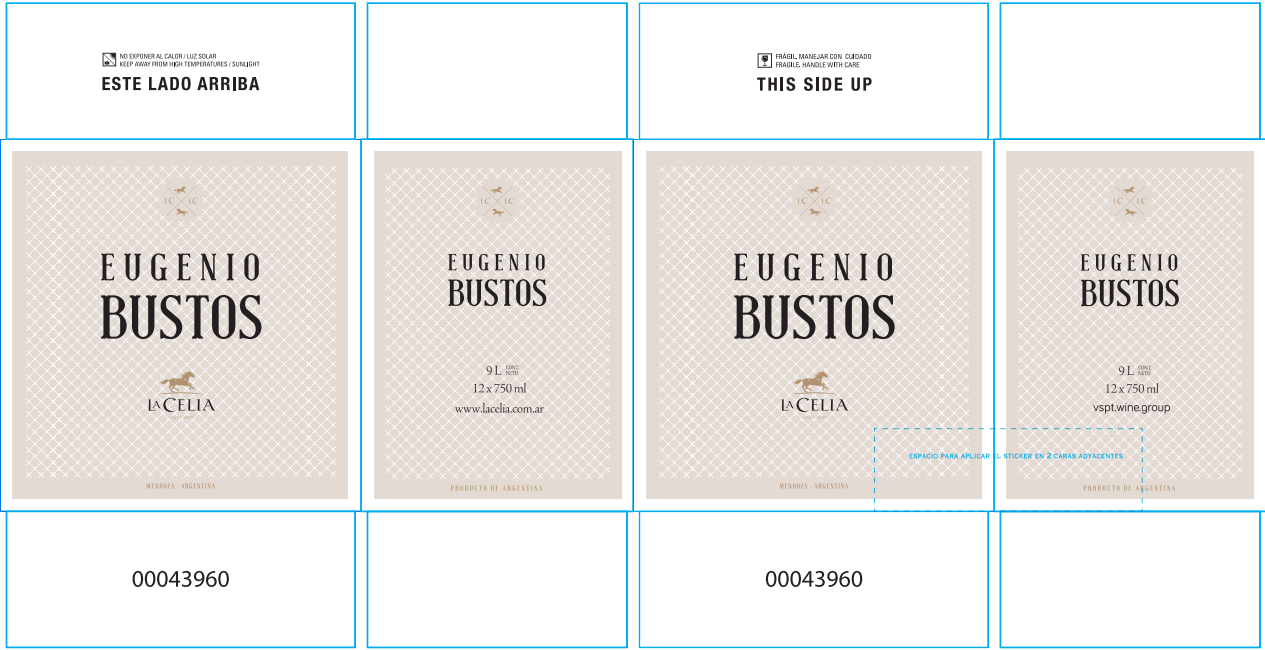 NO EXPONER AL CALOR / LUZ SOLAR
KEEP AWAY FROM HIGH TEMPERATURES / SUNLIGHT
ESTE LADO ARRIBA
FRÁGIL. MANEJAR CON CUIDADO
FRAGILE. HANDLE WITH CARE
THIS SIDE UP
LC LC
EUGENIO
BUSTOS
LA CELIA
MENDOZA - ARGENTINA
LC LC
EUGENIO
BUSTOS
9 L CONT. NETO
12 x 750 ml
www.lacelia.com.ar
PRODUCTO DE ARGENTINA
LC LC
EUGENIO
BUSTOS
LA CELIA
MENDOZA - ARGENTINA
LC LC
EUGENIO
BUSTOS
9 L CONT. NETO
12 x 750 ml
vspt.wine.group
ESPACIO PARA APLICAR EL STICKER EN 2 CARAS ADYACENTES
PRODUCTO DE ARGENTINA
00043960
00043960